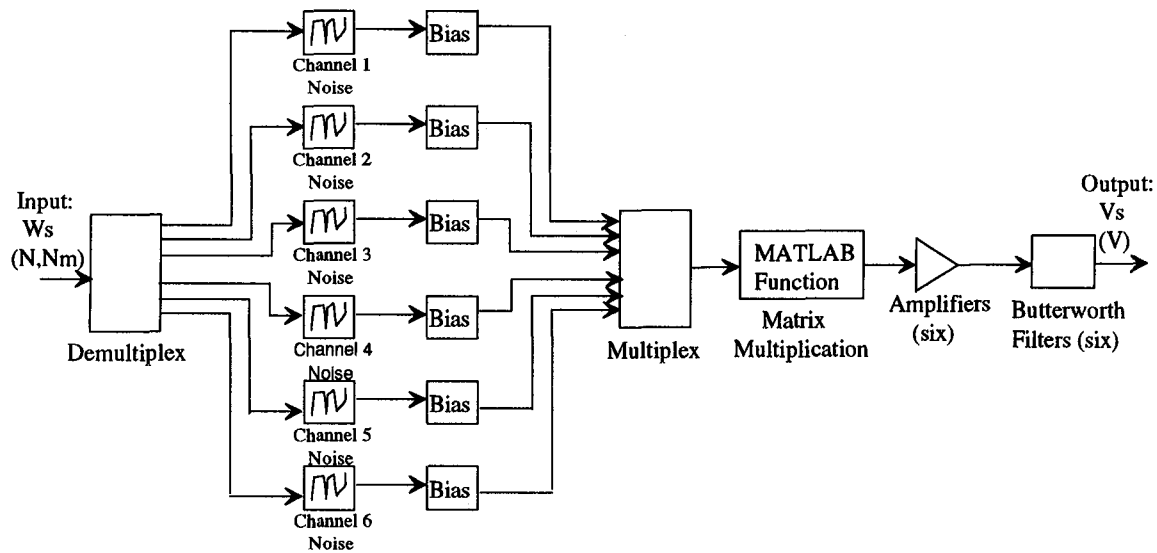 Input:
Ws
(N,Nm)
Demultiplex
Channel 1
Noise
Bias
Channel 2
Noise
Bias
Channel 3
Noise
Bias
Channel 4
Noise
Bias
Channel 5
Noise
Bias
Channel 6
Noise
Bias
Multiplex
MATLAB
Function
Matrix
Multiplication
Amplifiers
(six)
Butterworth
Filters (six)
Output:
Vs
(V)